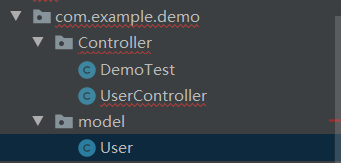 com.example.demo
Controller
DemoTest
UserController
model
User